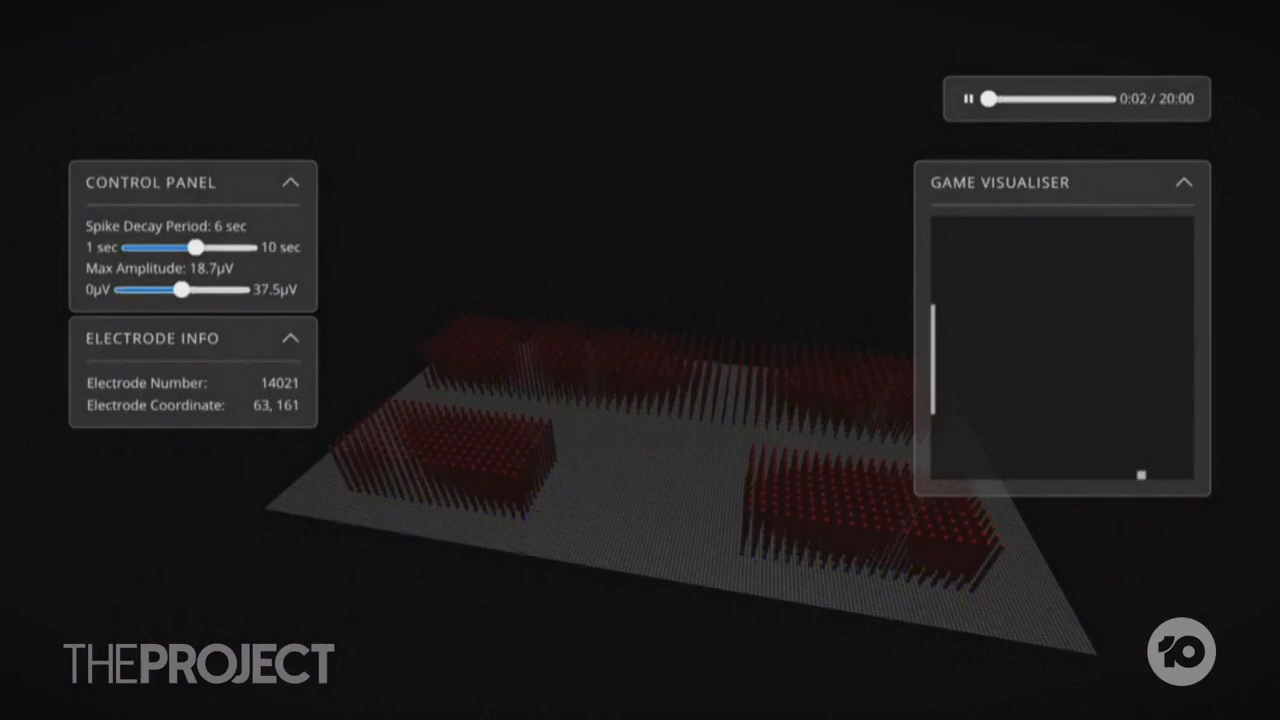 0:02 / 20:00
CONTROL PANEL
Spike Decay Period: 6 sec
1 sec 10 sec
Max Amplitude: 18.7µV
0µV 37.5µV
ELECTRODE INFO
Electrode Number: 14021
Electrode Coordinate: 63, 161
GAME VISUALISER
THEPROJECT
10